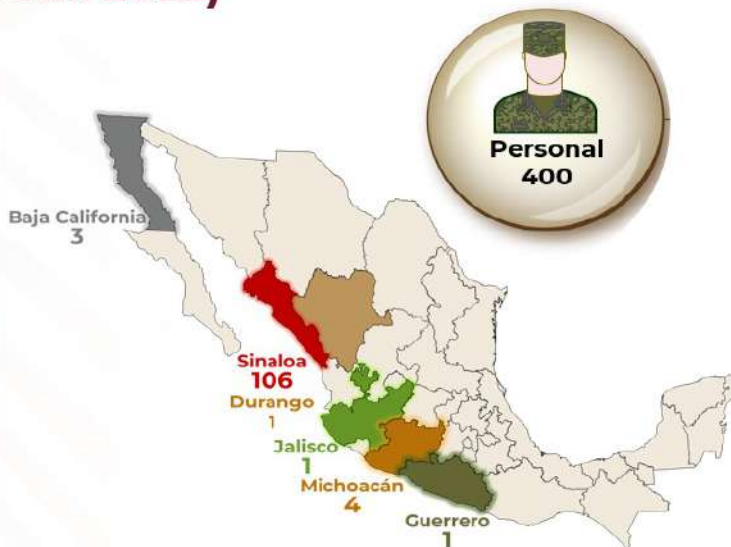 Personal
400
Baja California
3
Sinaloa
106
Durango
1
Jalisco
1
Michoacán
4
Guerrero
1